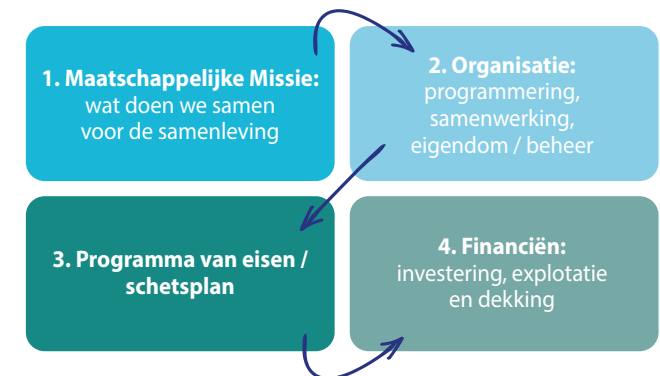 1. Maatschappelijke Missie:
wat doen we samen
voor de samenleving
2. Organisatie:
programmering,
samenwerking,
eigendom / beheer
3. Programma van eisen /
schetsplan
4. Financiën:
investering, explotatie
en dekking